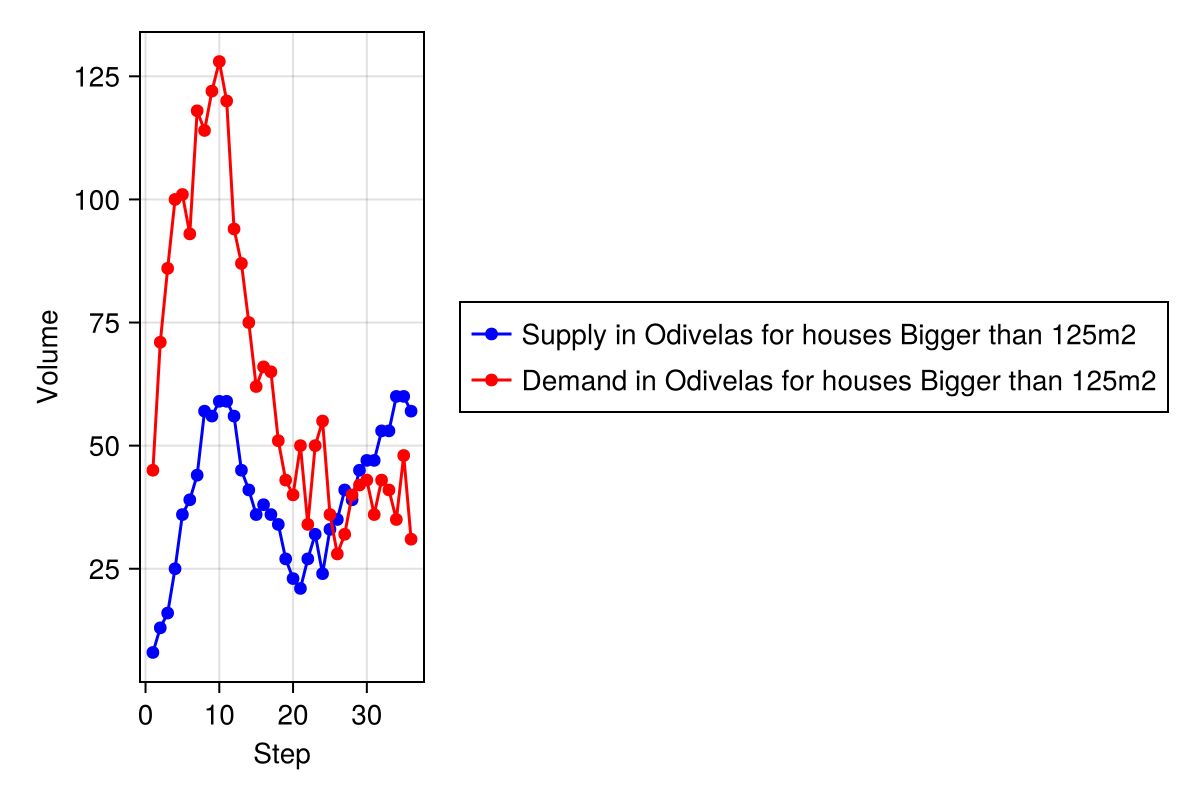 Volume
125
100
75
50
25
0 10 20 30
Step
Supply in Odivelas for houses Bigger than 125m2
Demand in Odivelas for houses Bigger than 125m2